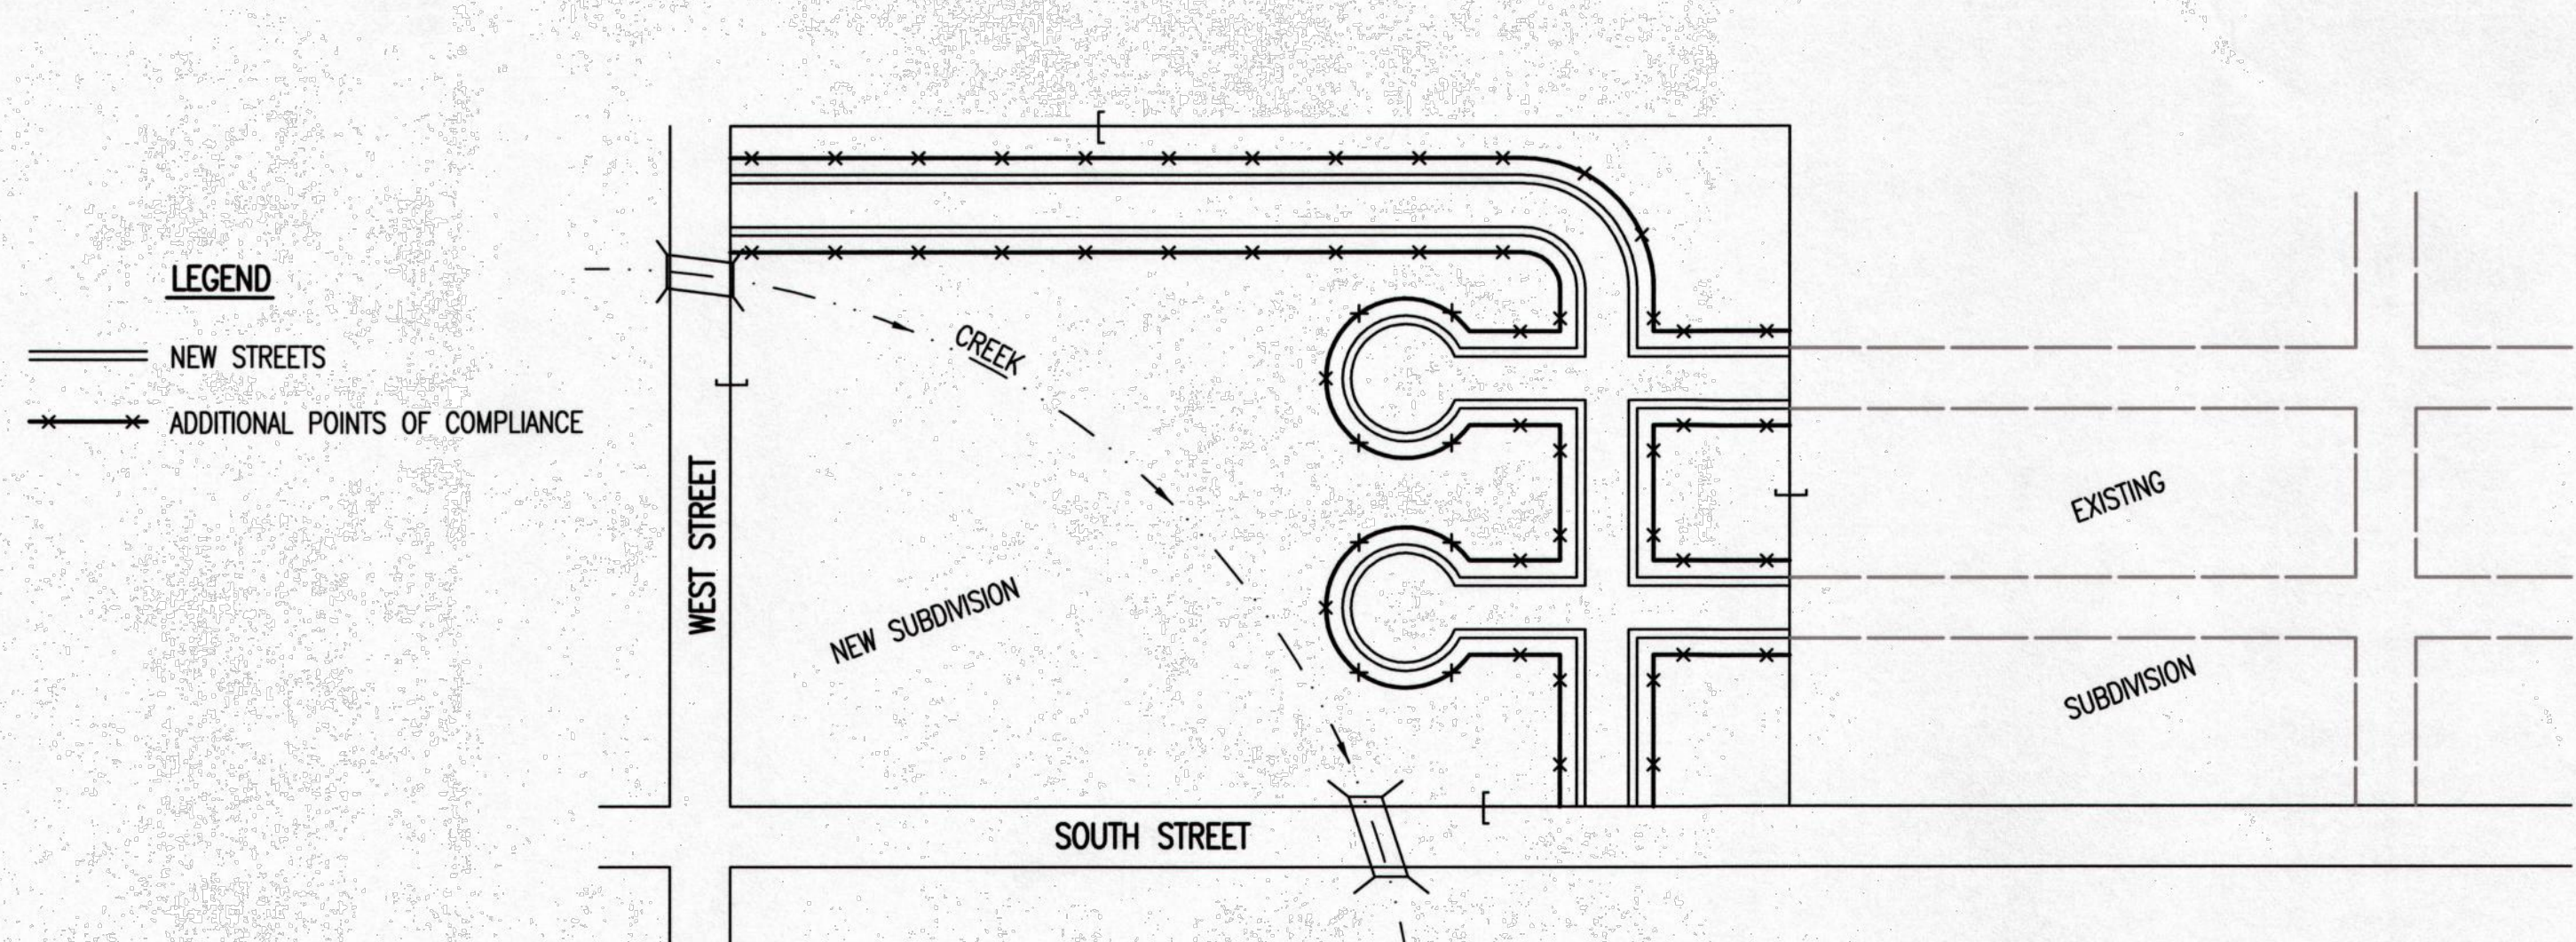 LEGEND
NEW STREETS
ADDITIONAL POINTS OF COMPLIANCE
WEST STREET
CREEK
NEW SUBDIVISION
SOUTH STREET
EXISTING
SUBDIVISION